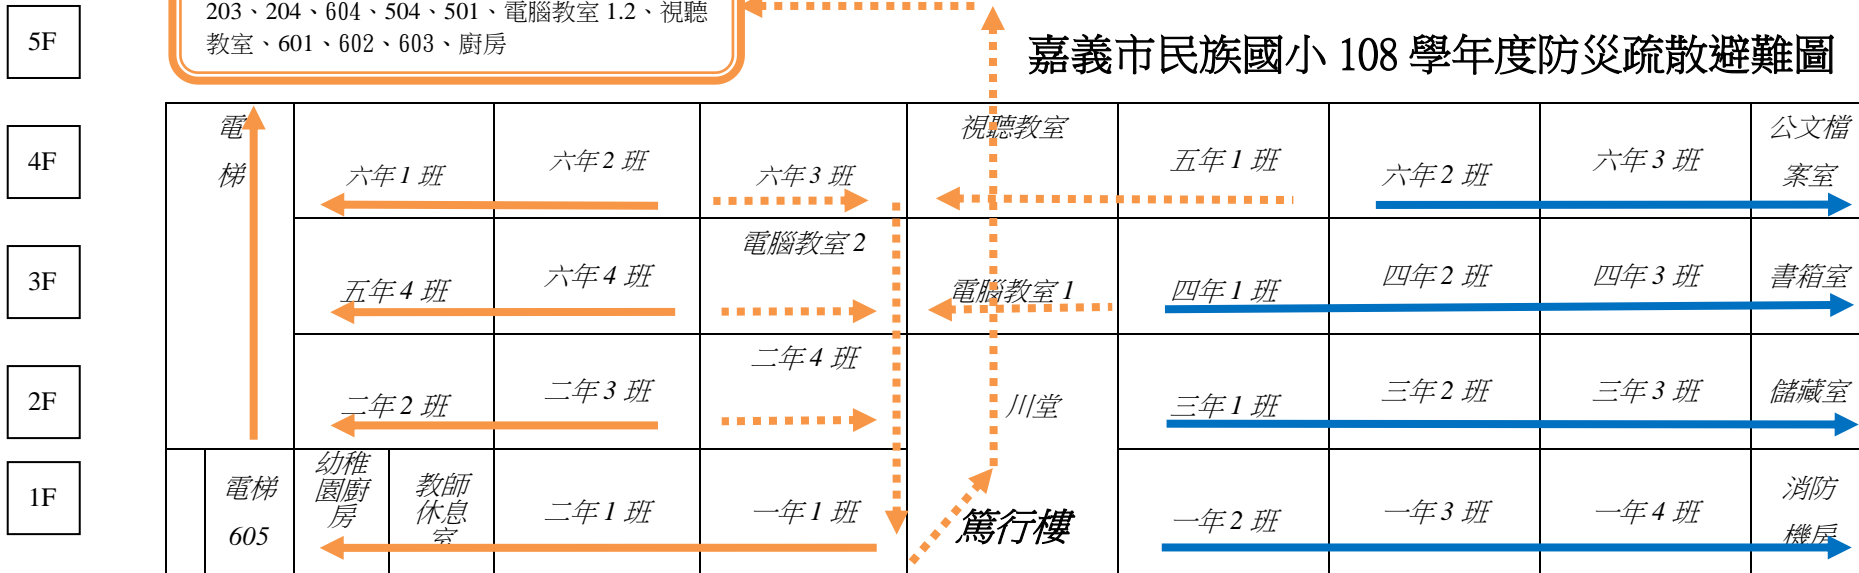 203、204、604、504、501、電腦教室 1.2、視聽
教室、601、602、603、廚房
嘉義市民族國小 108 學年度防災疏散避難圖
5F
4F
電
梯
六年 1 班
六年 2 班
六年 3 班
視聽教室
五年 1 班
六年 2 班
六年 3 班
公文檔
案室
3F
五年 4 班
六年 4 班
電腦教室 2
電腦教室 1
四年 1 班
四年 2 班
四年 3 班
書箱室
2F
二年 2 班
二年 3 班
二年 4 班
川堂
三年 1 班
三年 2 班
三年 3 班
儲藏室
1F
電梯
605
幼稚
園廚
房
教師
休息
室
二年 1 班
一年 1 班
篤行樓
一年 2 班
一年 3 班
一年 4 班
消防
機房